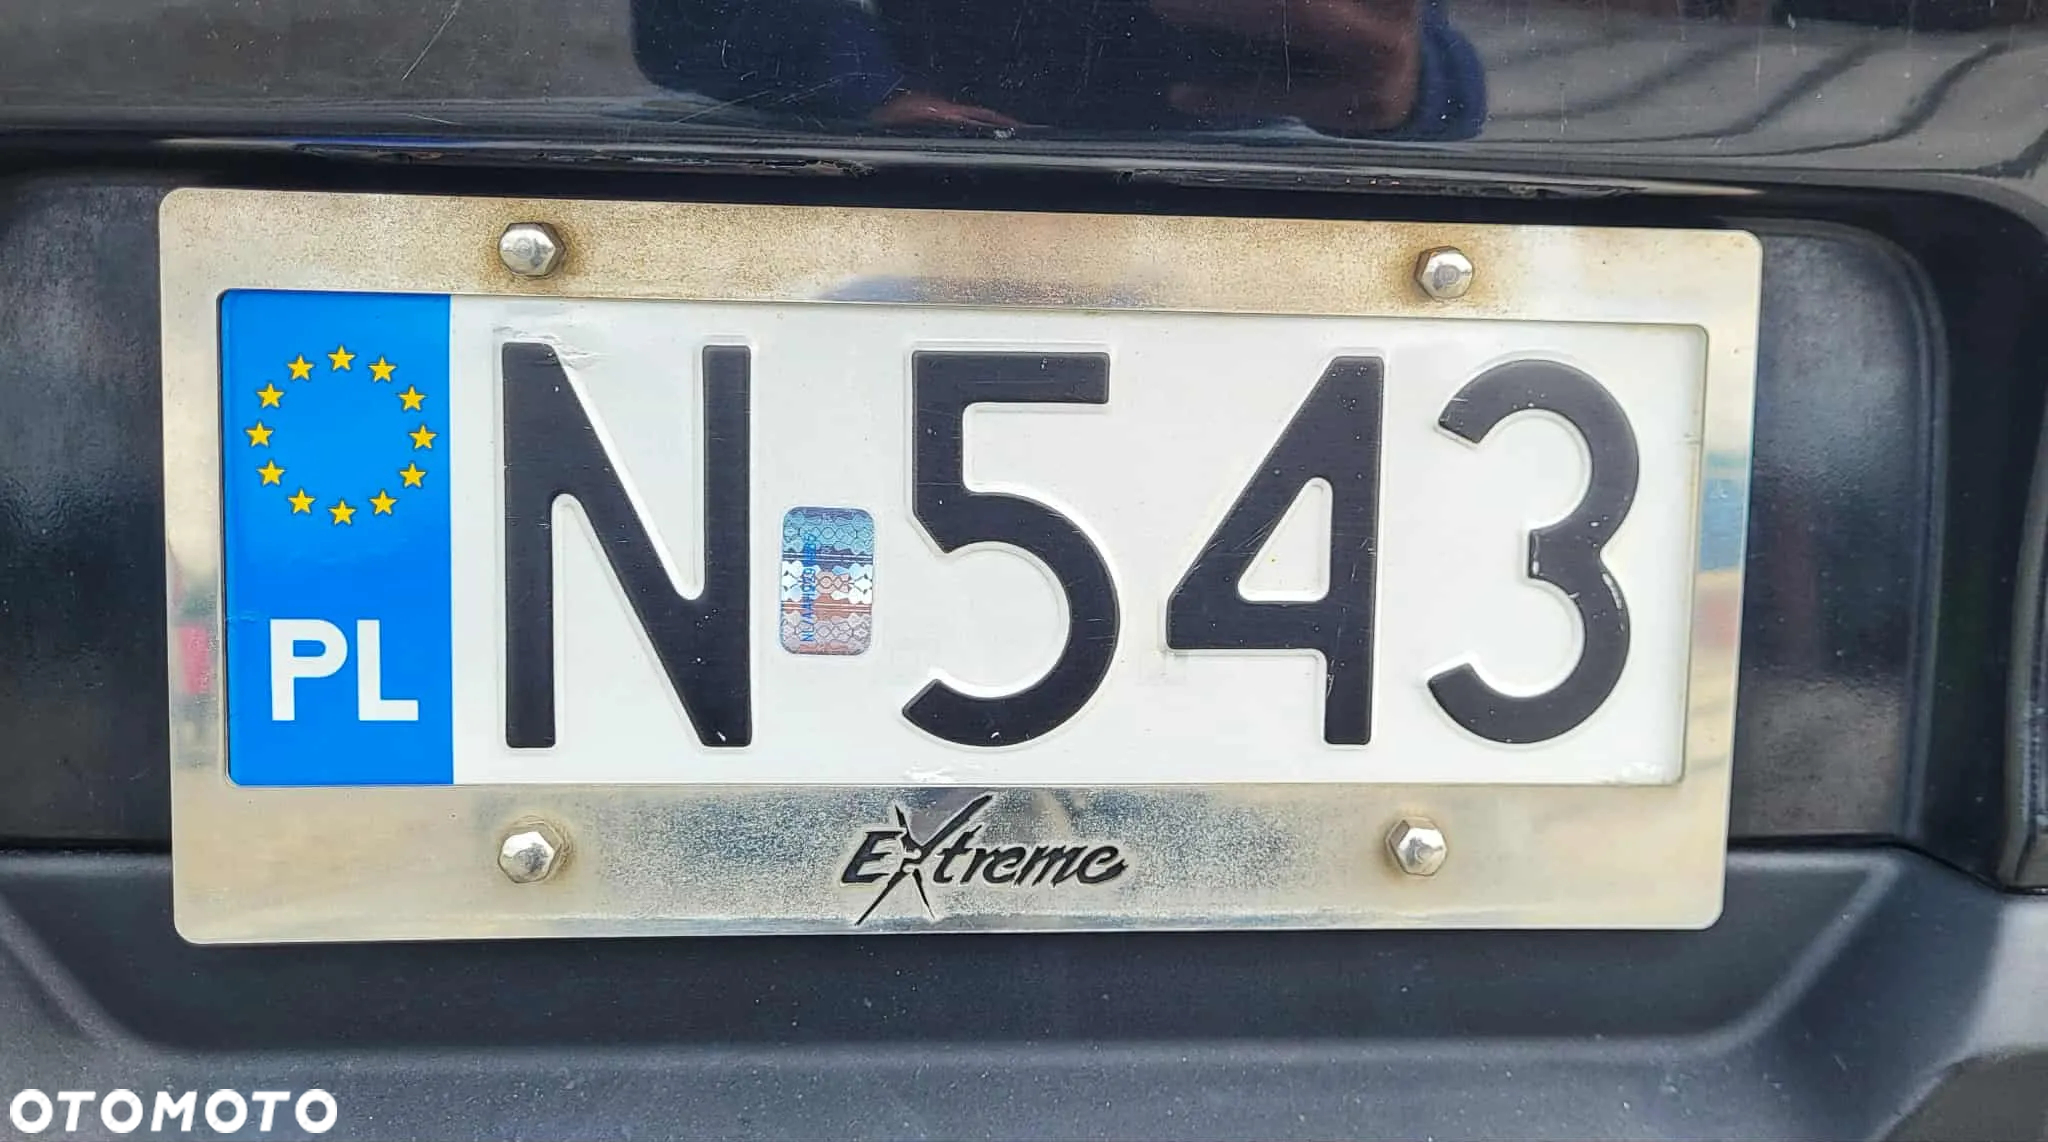 PL N 543
Extreme
OTOMOTO